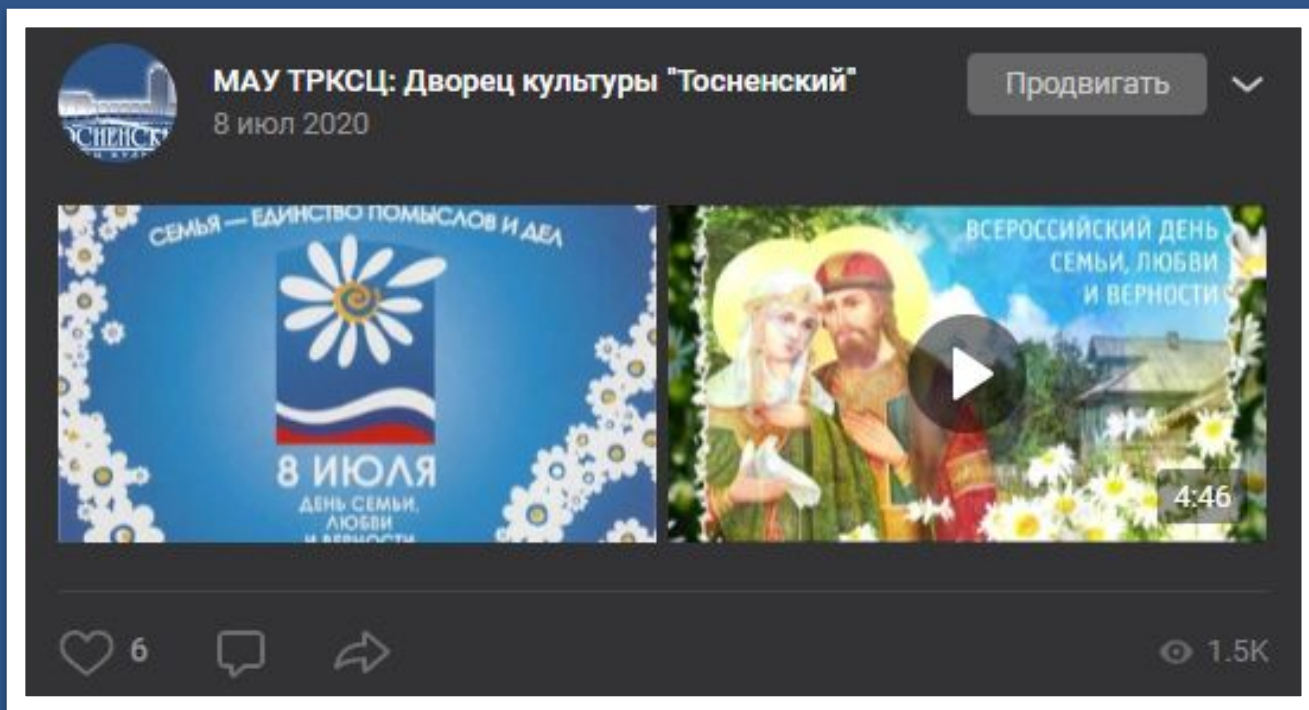 МАУ ТРКСЦ: Дворец культуры "Тосненский"
Продвигать
8 июл 2020
СЕМЬЯ — ЕДИНСТВО ПОМЫСЛОВ И ДЕЛ
8 ИЮЛЯ
ДЕНЬ СЕМЬИ,
ЛЮБВИ
И ВЕРНОСТИ
ВСЕРОССИЙСКИЙ ДЕНЬ
СЕМЬИ, ЛЮБВИ
И ВЕРНОСТИ
4:46
6
1.5K